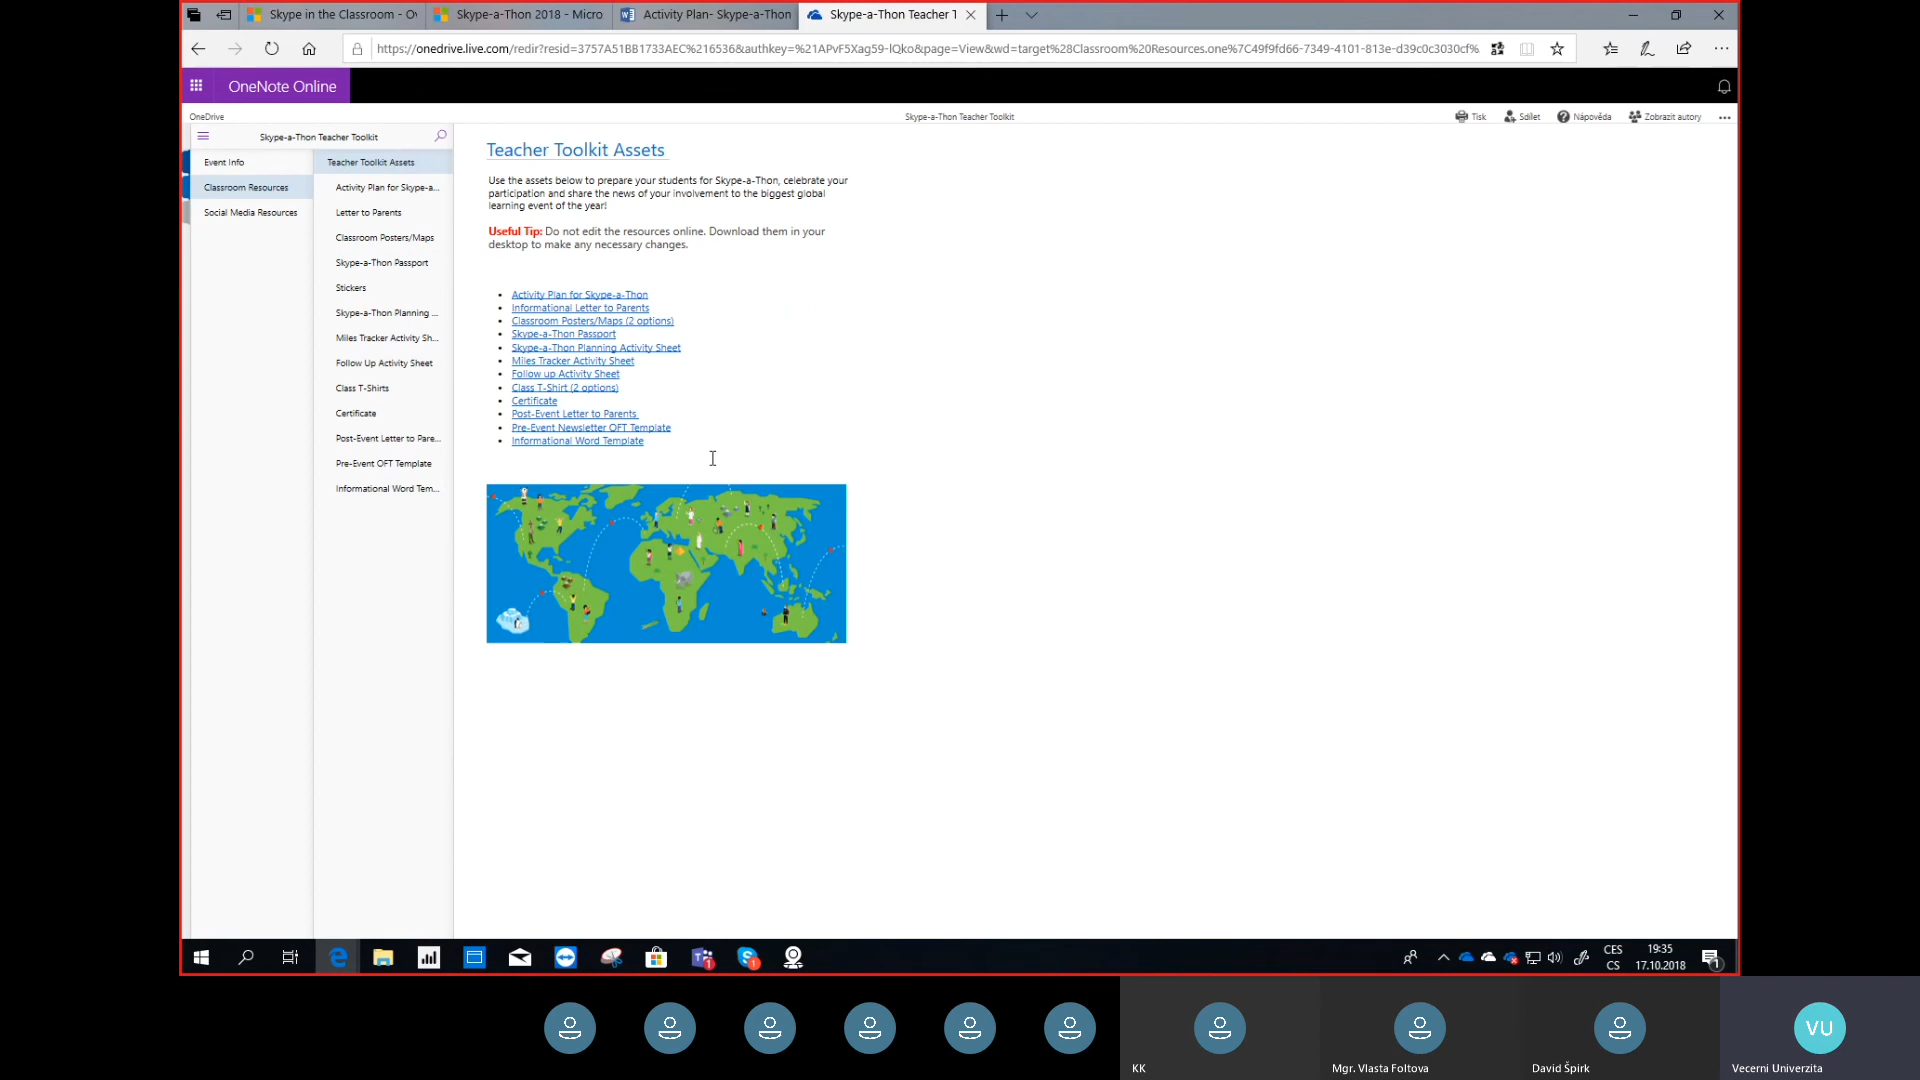 Skype in the Classroom - Ov
Skype-a-Thon 2018 - Micro
Activity Plan- Skype-a-Thon
Skype-a-Thon Teacher T
https://onedrive.live.com/redir?resid=3757A51BB1733AEC%216536&authkey=%21APvF5Xag59-lQko&page=View&wd=target%28Classroom%20Resources.one%7C49f9fd66-7349-4101-813e-d39c0c3030cf%
OneNote Online
OneDrive
Skype-a-Thon Teacher Toolkit
Tisk
Sdílet
Nápověda
Zobrazit autory
Skype-a-Thon Teacher Toolkit
Event Info
Classroom Resources
Social Media Resources
Teacher Toolkit Assets
Activity Plan for Skype-a...
Letter to Parents
Classroom Posters/Maps
Skype-a-Thon Passport
Stickers
Skype-a-Thon Planning ...
Miles Tracker Activity Sh...
Follow Up Activity Sheet
Class T-Shirts
Certificate
Post-Event Letter to Pare...
Pre-Event OFT Template
Informational Word Tem...
Teacher Toolkit Assets
Use the assets below to prepare your students for Skype-a-Thon, celebrate your
participation and share the news of your involvement to the biggest global
learning event of the year!
Useful Tip: Do not edit the resources online. Download them in your
desktop to make any necessary changes.
• Activity Plan for Skype-a-Thon
• Informational Letter to Parents
• Classroom Posters/Maps (2 options)
• Skype-a-Thon Passport
• Skype-a-Thon Planning Activity Sheet
• Miles Tracker Activity Sheet
• Follow up Activity Sheet
• Class T-Shirt (2 options)
• Certificate
• Post-Event Letter to Parents
• Pre-Event Newsletter OFT Template
• Informational Word Template
CES
CS
19:35
17.10.2018
1
VU
KK
Mgr. Vlasta Foltova
David Špirk
Vecerni Univerzita